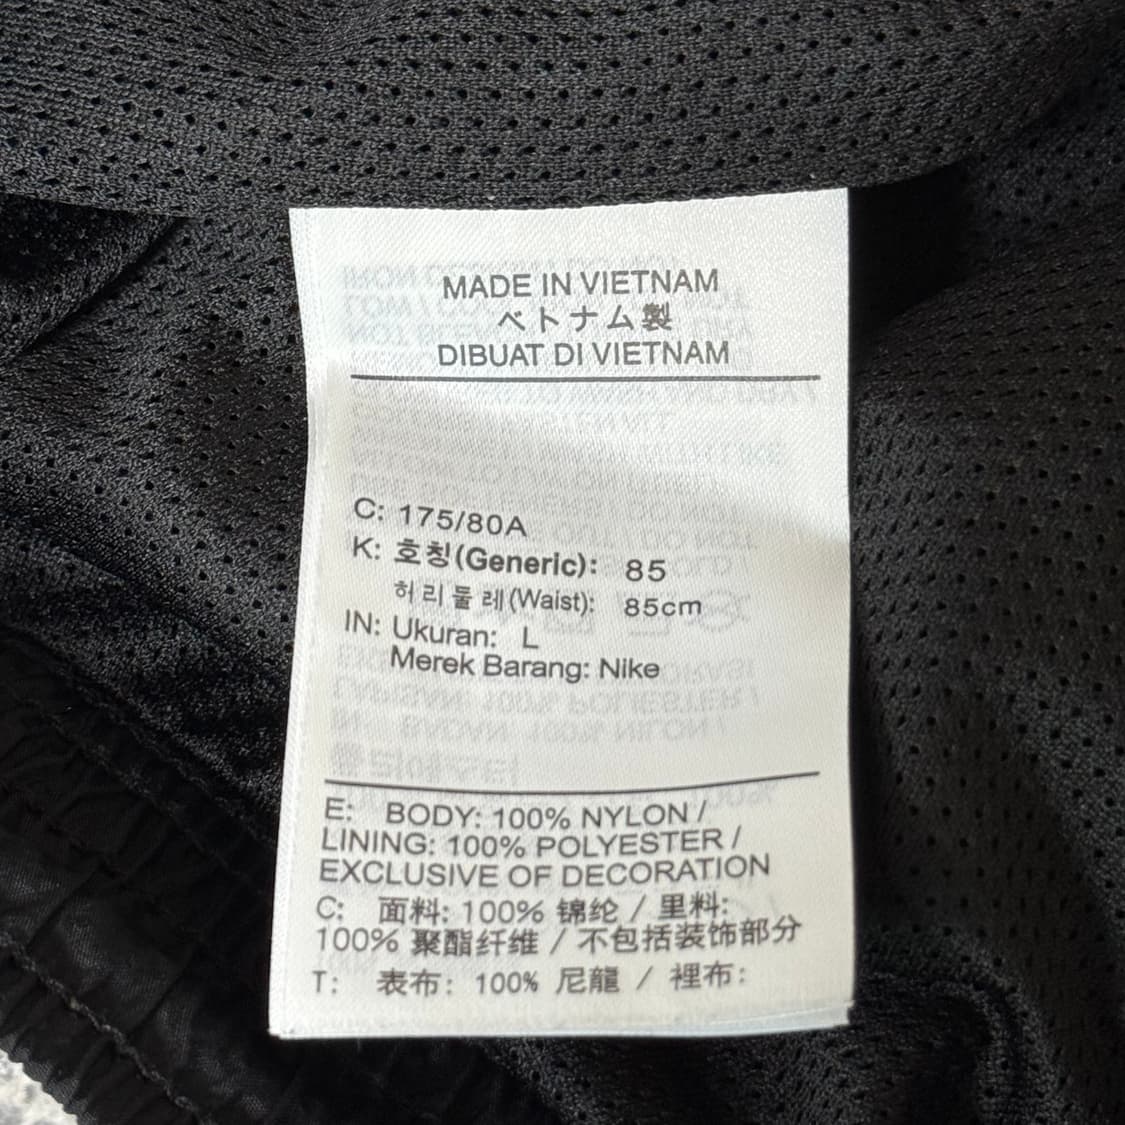 MADE IN VIETNAM
ベトナム製
DIBUAT DI VIETNAM
C: 175/80A
K: 호칭(Generic): 85
허리둘레(Waist): 85cm
IN: Ukuran: L
Merek Barang: Nike
E: BODY: 100% NYLON /
LINING: 100% POLYESTER /
EXCLUSIVE OF DECORATION
C: 面料: 100% 锦纶 / 里料:
100% 聚酯纤维 / 不包括装饰部分
T: 表布: 100% 尼龍 / 裡布: